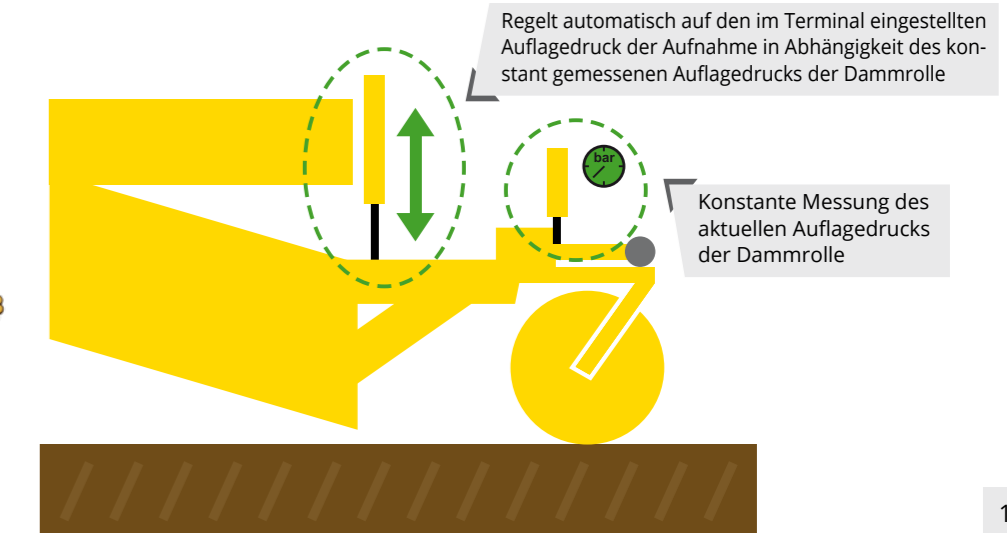 Regelt automatisch auf den im Terminal eingestellten
Auflagedruck der Aufnahme in Abhängigkeit des kon-
stant gemessenen Auflagedrucks der Dammrolle
bar
Konstante Messung des
aktuellen Auflagedrucks
der Dammrolle
1